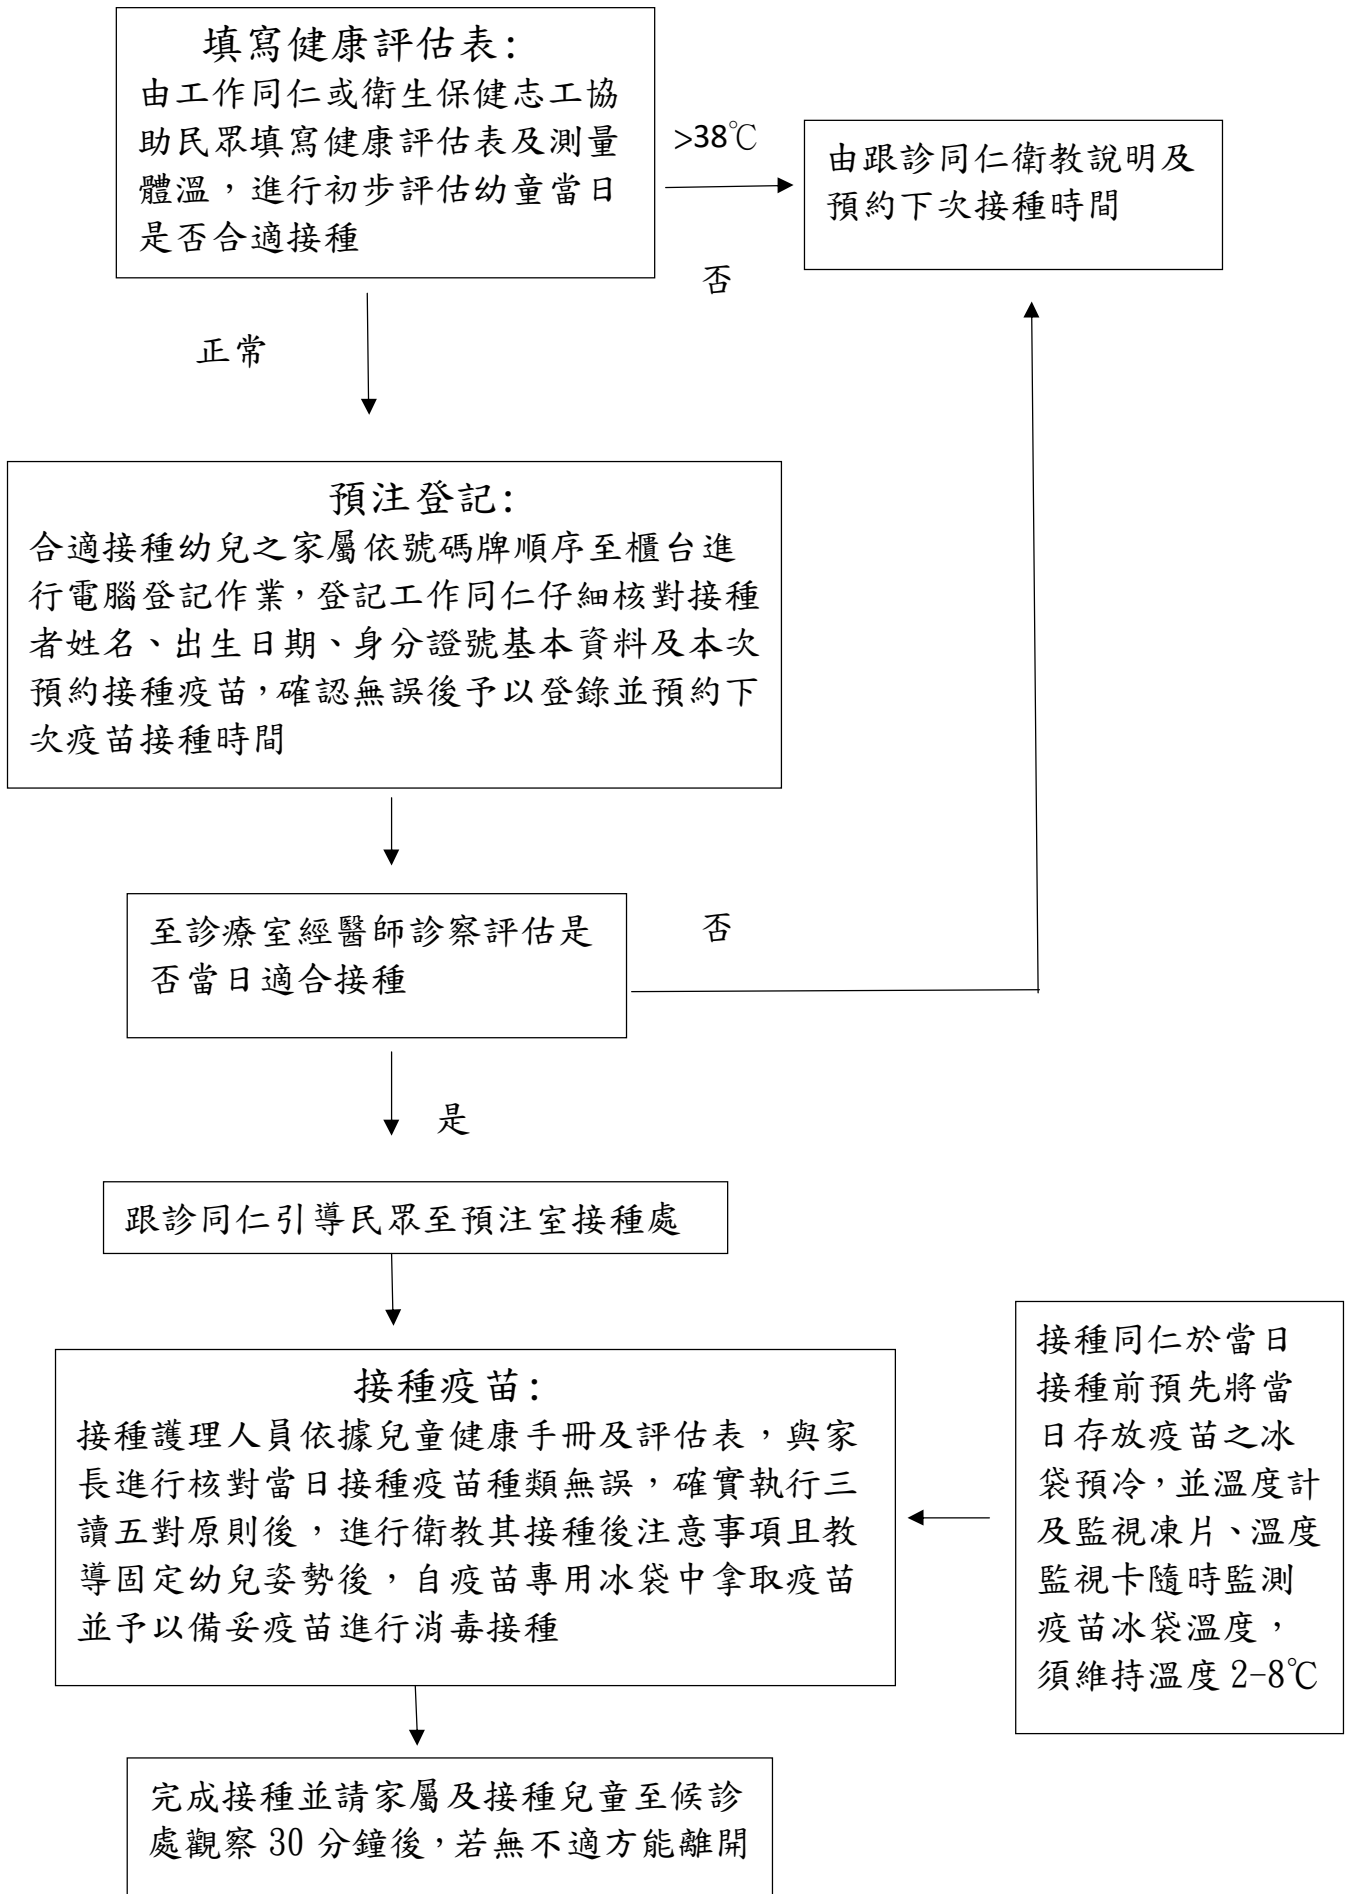 填寫健康評估表:
由工作同仁或衛生保健志工協
助民眾填寫健康評估表及測量
體溫，進行初步評估幼童當日
是否合適接種
>38℃
由跟診同仁衛教說明及
預約下次接種時間
否
正常
預注登記:
合適接種幼兒之家屬依號碼牌順序至櫃台進
行電腦登記作業，登記工作同仁仔細核對接種
者姓名、出生日期、身分證號基本資料及本次
預約接種疫苗，確認無誤後予以登錄並預約下
次疫苗接種時間
至診療室經醫師診察評估是
否當日適合接種
否
是
跟診同仁引導民眾至預注室接種處
接種疫苗:
接種護理人員依據兒童健康手冊及評估表，與家
長進行核對當日接種疫苗種類無誤，確實執行三
讀五對原則後，進行衛教其接種後注意事項且教
導固定幼兒姿勢後，自疫苗專用冰袋中拿取疫苗
並予以備妥疫苗進行消毒接種
接種同仁於當日
接種前預先將當
日存放疫苗之冰
袋預冷，並溫度計
及監視凍片、溫度
監視卡隨時監測
疫苗冰袋溫度，
須維持溫度 2-8℃
完成接種並請家屬及接種兒童至候診
處觀察 30 分鐘後，若無不適方能離開